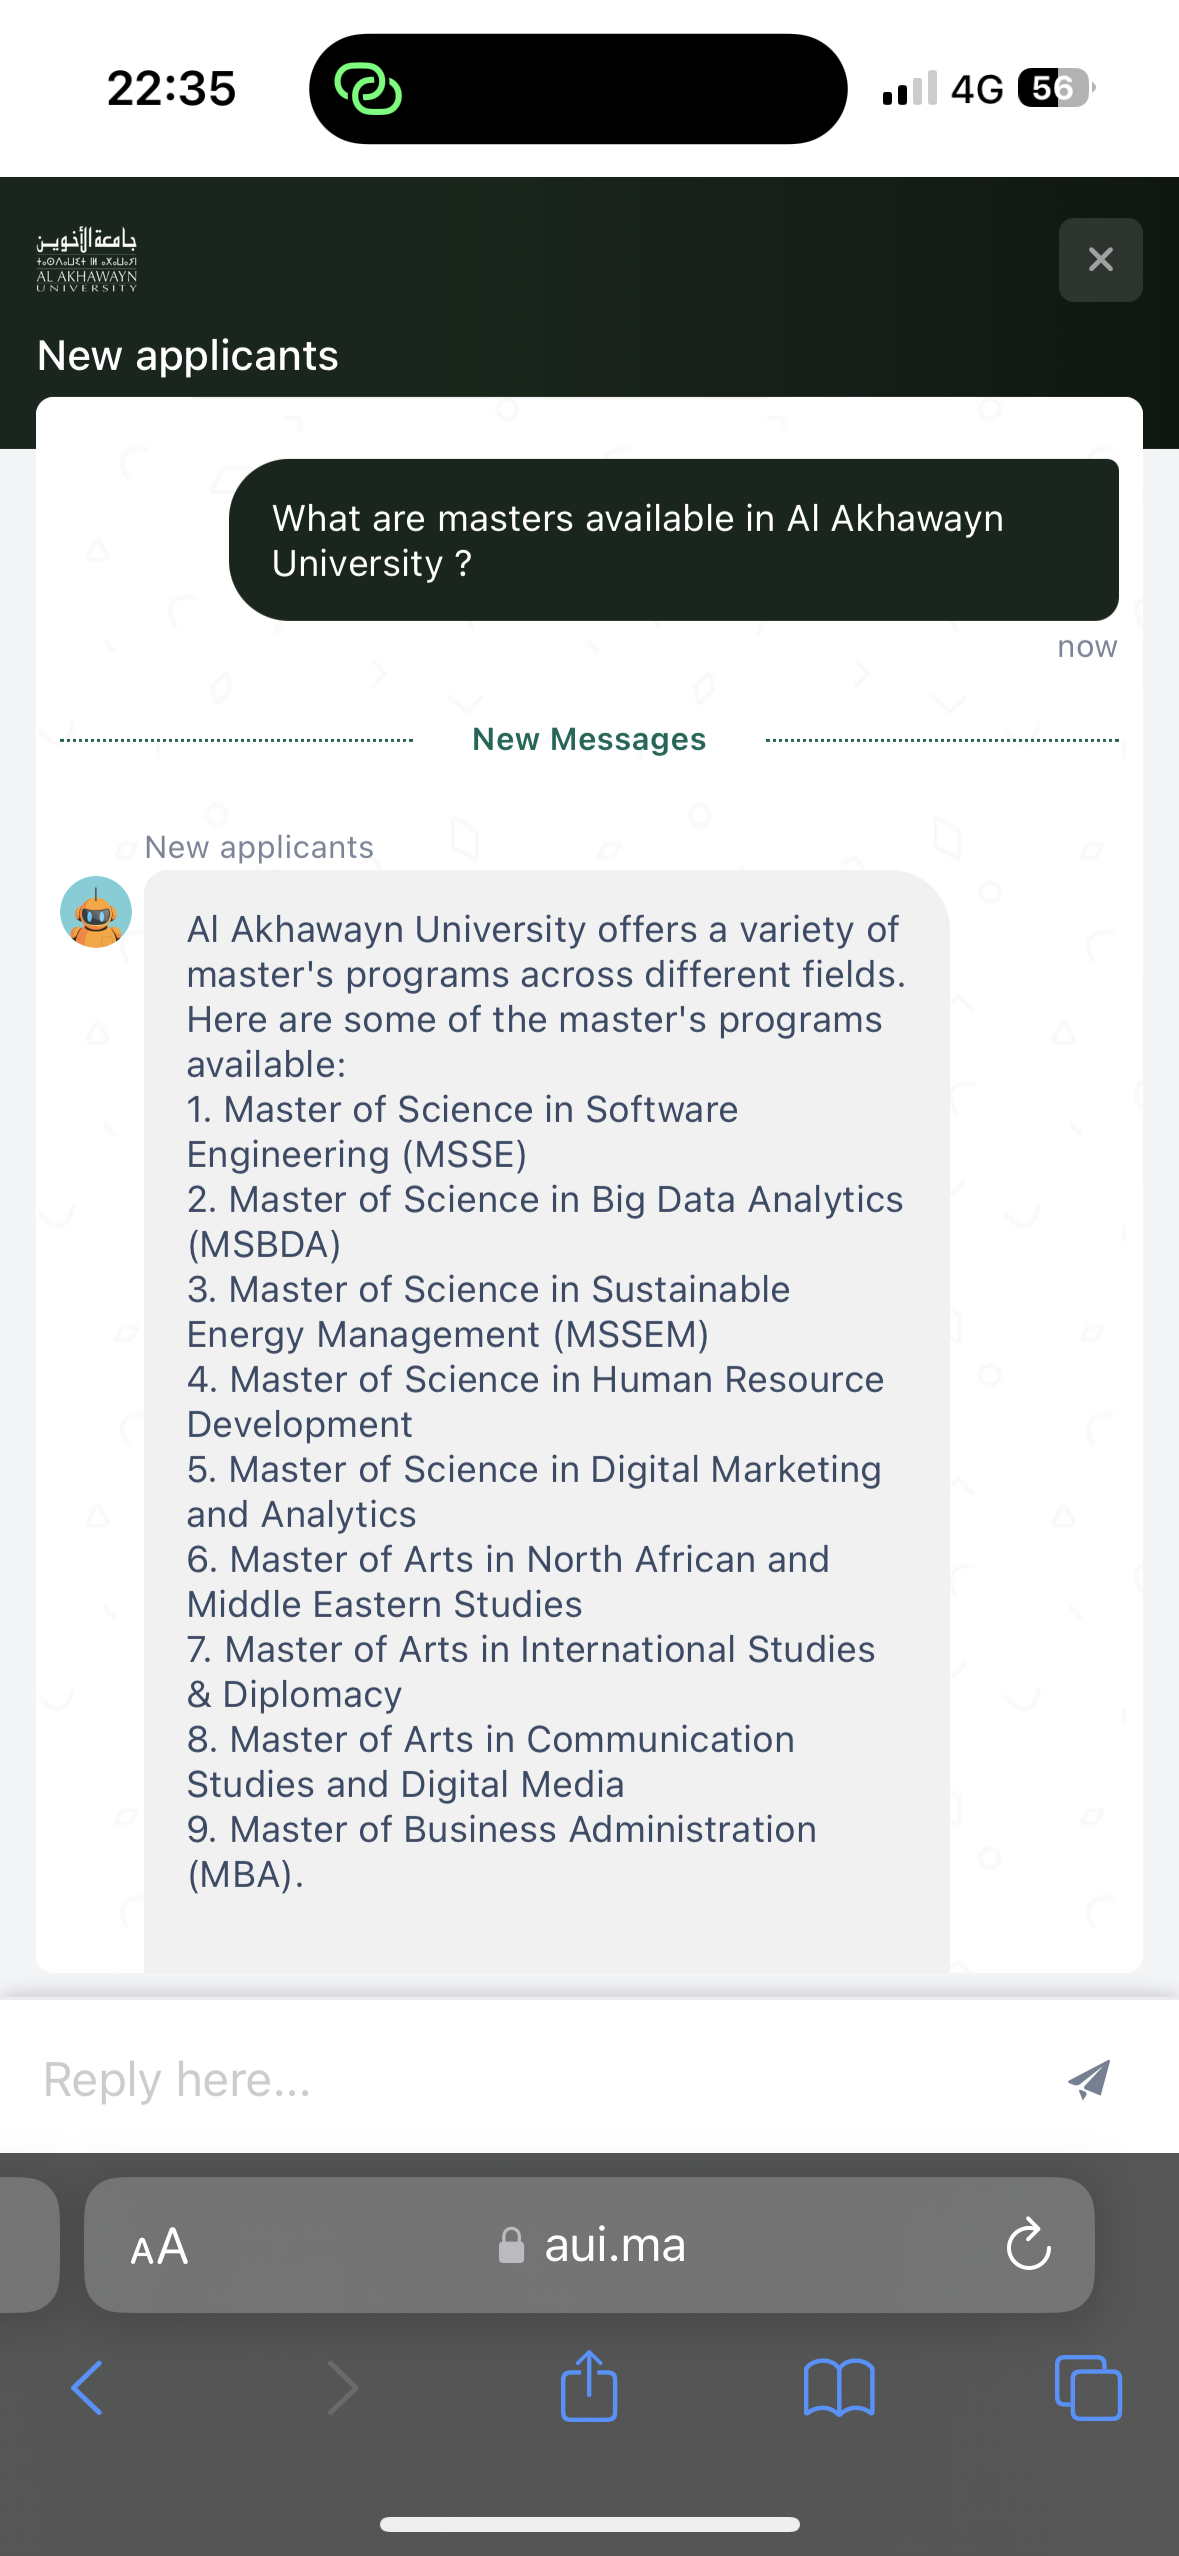 22:35
4G
56
جامعة الأخوين
ⵜⴰⵙⴷⴰⵡⵉⵜ ⵏ ⴰⵅⴰⵡⴰⵢⵏ
AL AKHAWAYN
UNIVERSITY
New applicants
What are masters available in Al Akhawayn
University ?
now
New Messages
New applicants
Al Akhawayn University offers a variety of
master's programs across different fields.
Here are some of the master's programs
available:
1. Master of Science in Software
Engineering (MSSE)
2. Master of Science in Big Data Analytics
(MSBDA)
3. Master of Science in Sustainable
Energy Management (MSSEM)
4. Master of Science in Human Resource
Development
5. Master of Science in Digital Marketing
and Analytics
6. Master of Arts in North African and
Middle Eastern Studies
7. Master of Arts in International Studies
& Diplomacy
8. Master of Arts in Communication
Studies and Digital Media
9. Master of Business Administration
(MBA).
Reply here...
AA
aui.ma